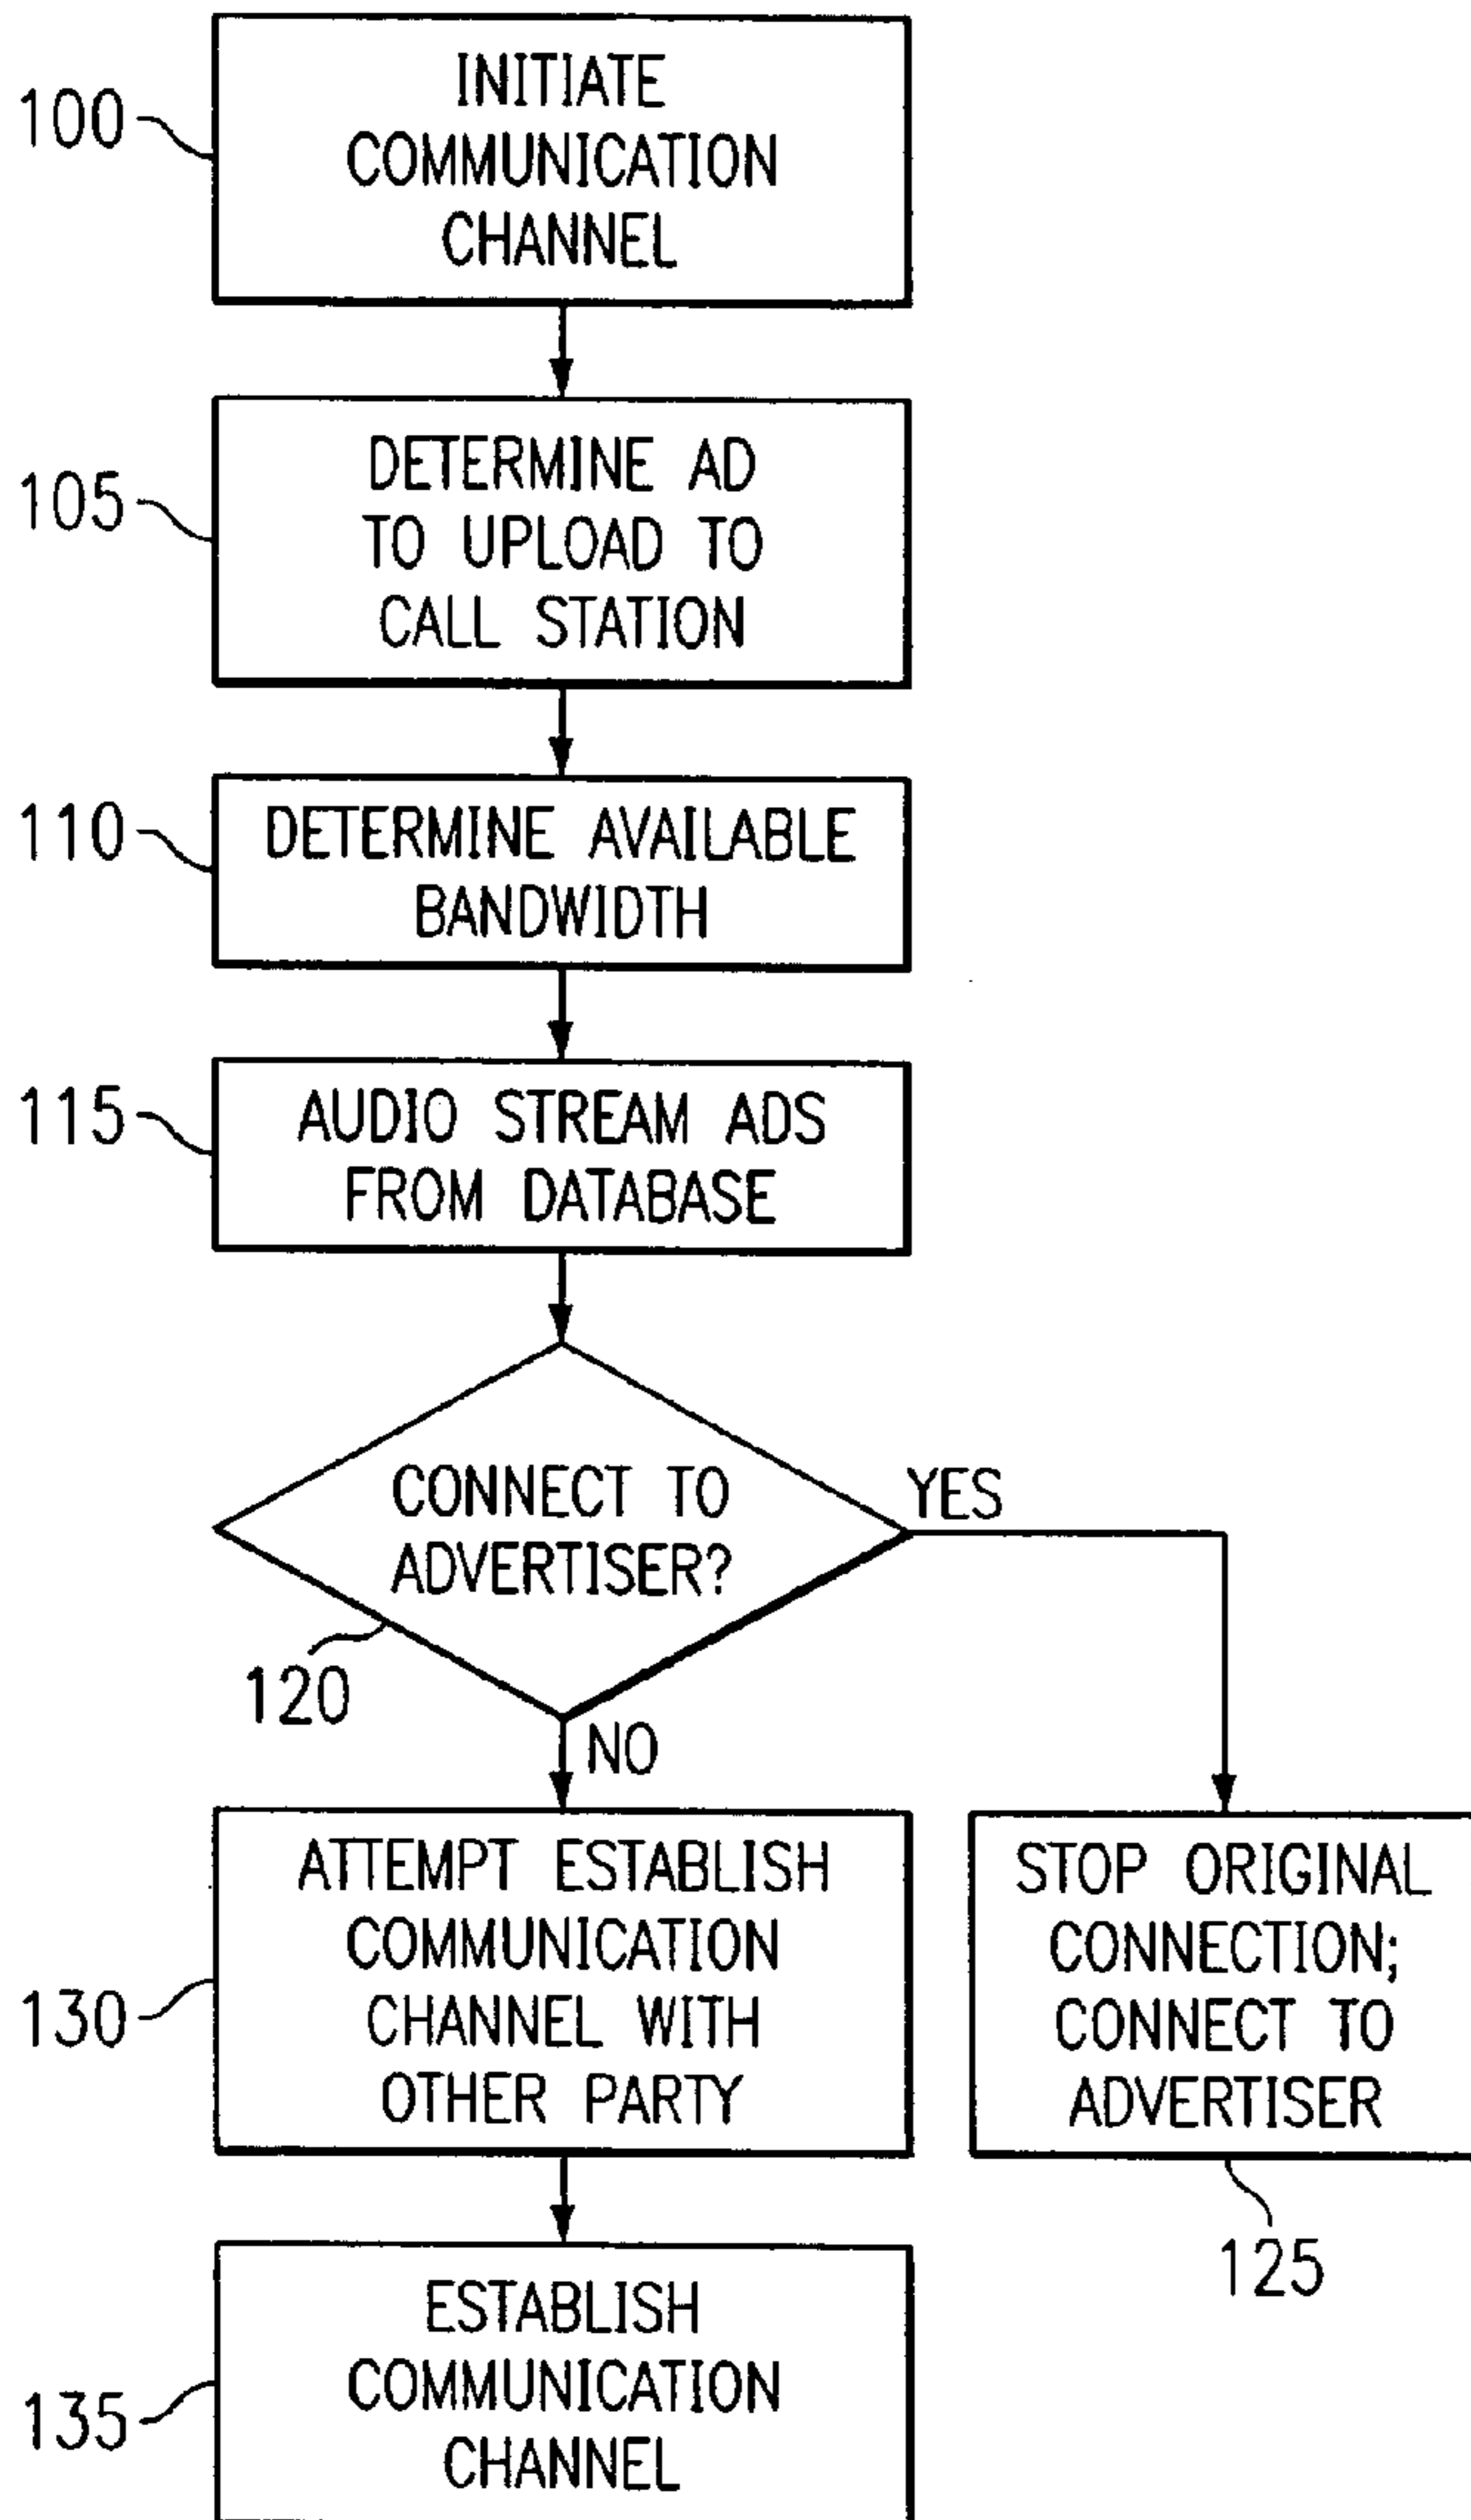 100
INITIATE
COMMUNICATION
CHANNEL
105
DETERMINE AD
TO UPLOAD TO
CALL STATION
110
DETERMINE AVAILABLE
BANDWIDTH
115
AUDIO STREAM ADS
FROM DATABASE
CONNECT TO
ADVERTISER?
YES
120
NO
130
ATTEMPT ESTABLISH
COMMUNICATION
CHANNEL WITH
OTHER PARTY
STOP ORIGINAL
CONNECTION;
CONNECT TO
ADVERTISER
125
135
ESTABLISH
COMMUNICATION
CHANNEL